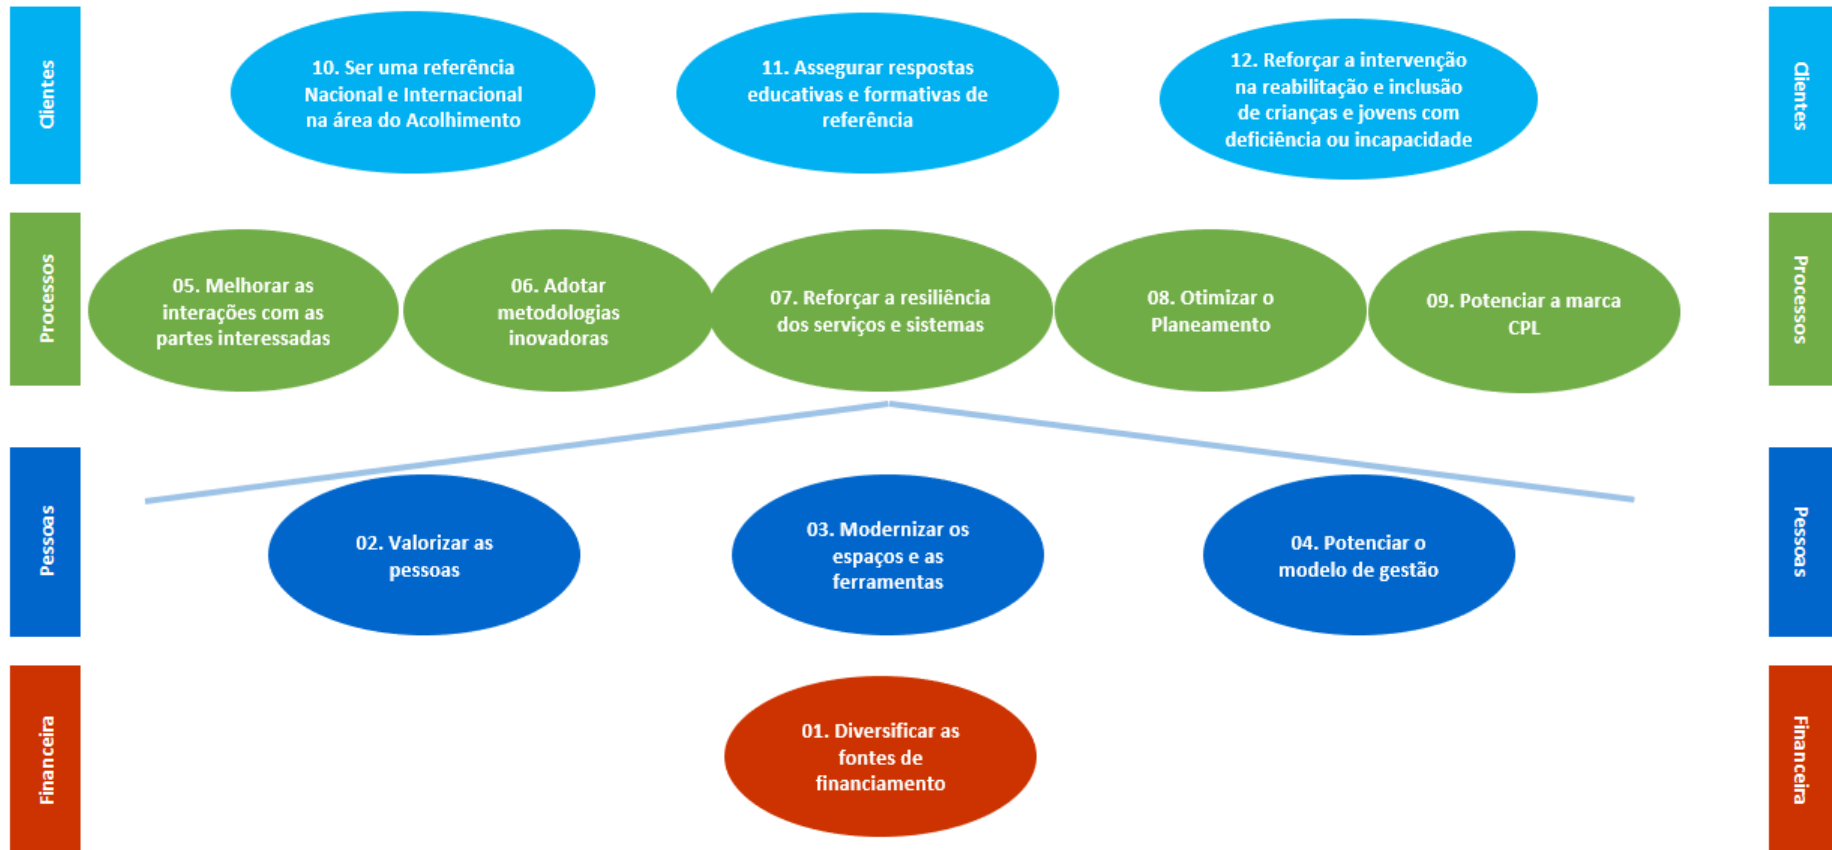 Clientes
10. Ser uma referência
Nacional e Internacional
na área do Acolhimento
11. Assegurar respostas
educativas e formativas de
referência
12. Reforçar a intervenção
na reabilitação e inclusão
de crianças e jovens com
deficiência ou incapacidade
Clientes
Processos
05. Melhorar as
interações com as
partes interessadas
06. Adotar
metodologias
inovadoras
07. Reforçar a resiliência
dos serviços e sistemas
08. Otimizar o
Planeamento
09. Potenciar a marca
CPL
Processos
Pessoas
02. Valorizar as
pessoas
03. Modernizar os
espaços e as
ferramentas
04. Potenciar o
modelo de gestão
Pessoas
Financeira
01. Diversificar as
fontes de
financiamento
Financeira